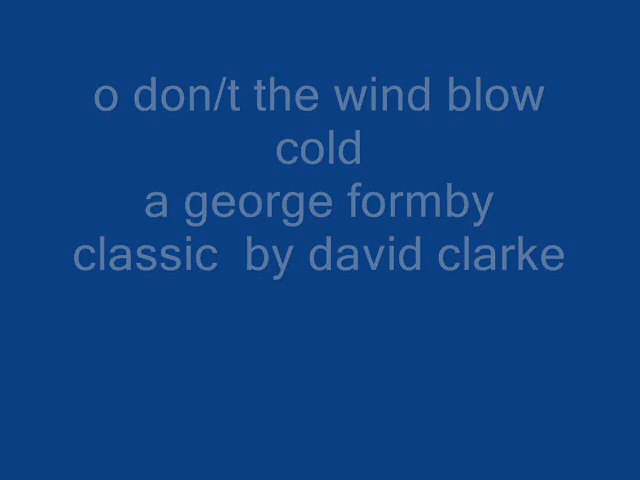 o don/t the wind blow
cold
a george formby
classic  by david clarke